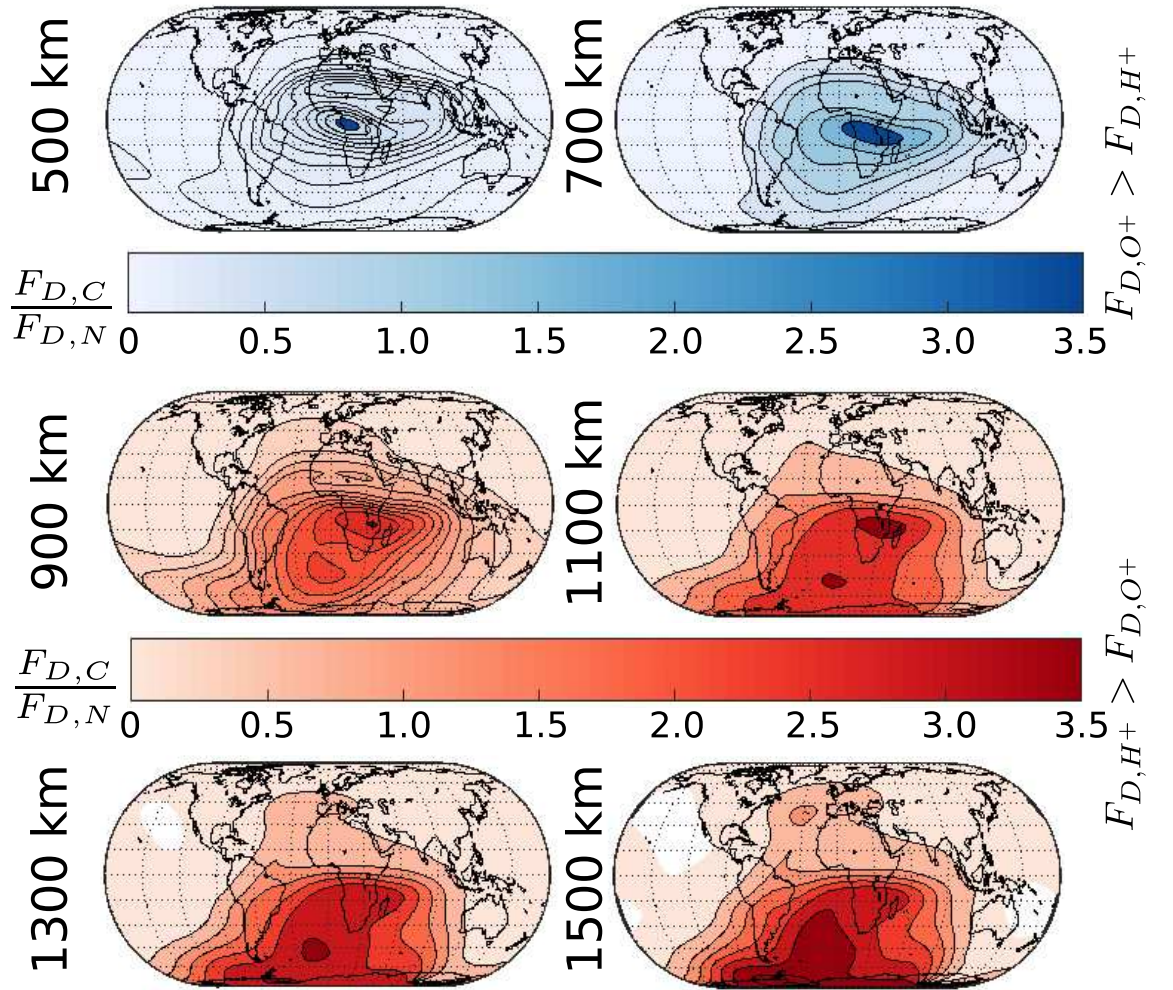 500 km
700 km
F_{D,O^+} > F_{D,H^+}
F_{D,C}
F_{D,N}
0 0.5 1.0 1.5 2.0 2.5 3.0 3.5
900 km
1100 km
F_{D,C}
F_{D,N}
0 0.5 1.0 1.5 2.0 2.5 3.0 3.5
F_{D,H^+} > F_{D,O^+}
1300 km
1500 km